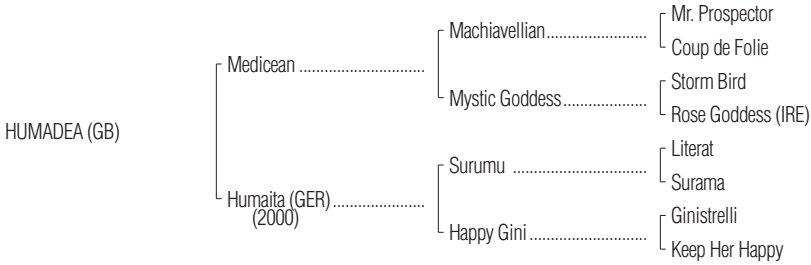 Mr. Prospector
Machiavellian
Coup de Folie
Medicean
Storm Bird
Mystic Goddess
Rose Goddess (IRE)
HUMADEA (GB)
Literat
Surumu
Surama
Humaita (GER)
(2000)
Ginistrelli
Happy Gini
Keep Her Happy